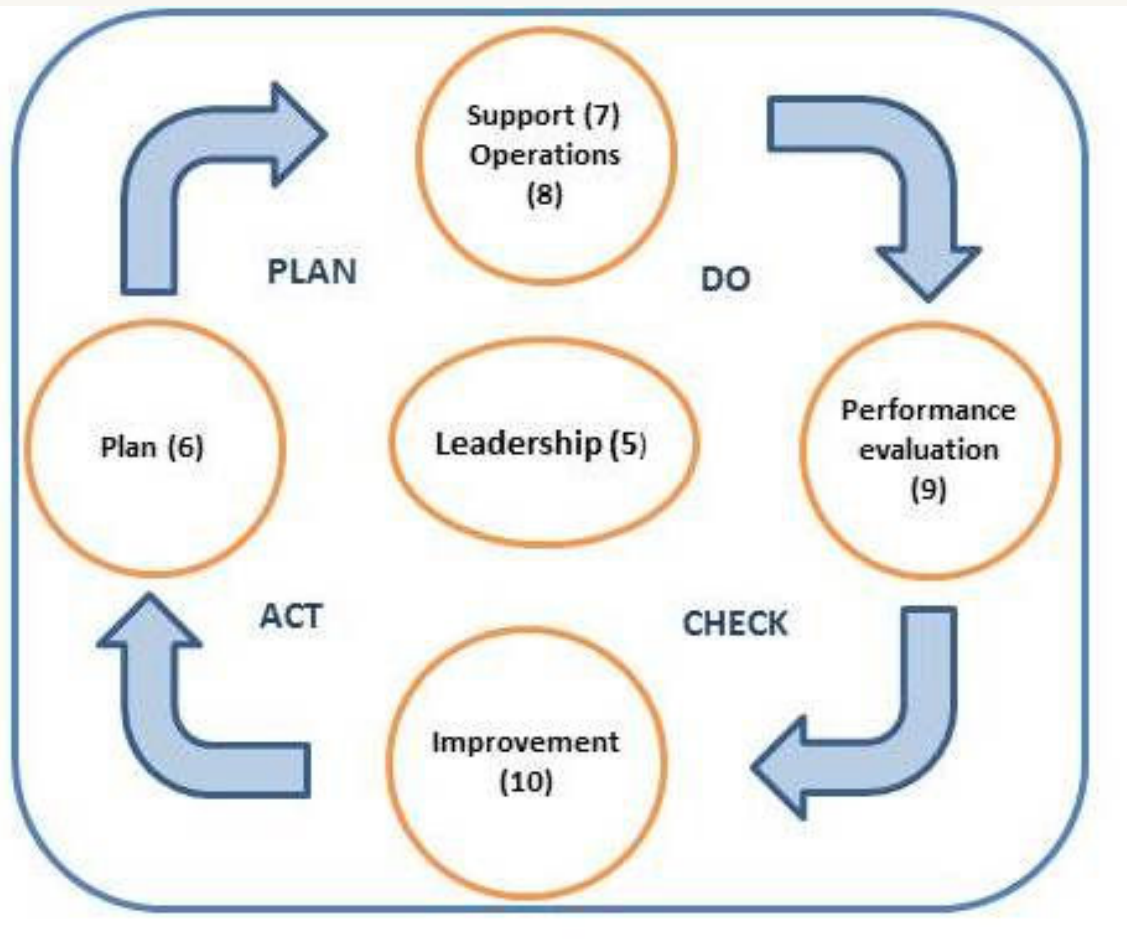 Support (7)
Operations
(8)
PLAN
DO
Plan (6)
Leadership (5)
Performance
evaluation
(9)
ACT
CHECK
Improvement
(10)